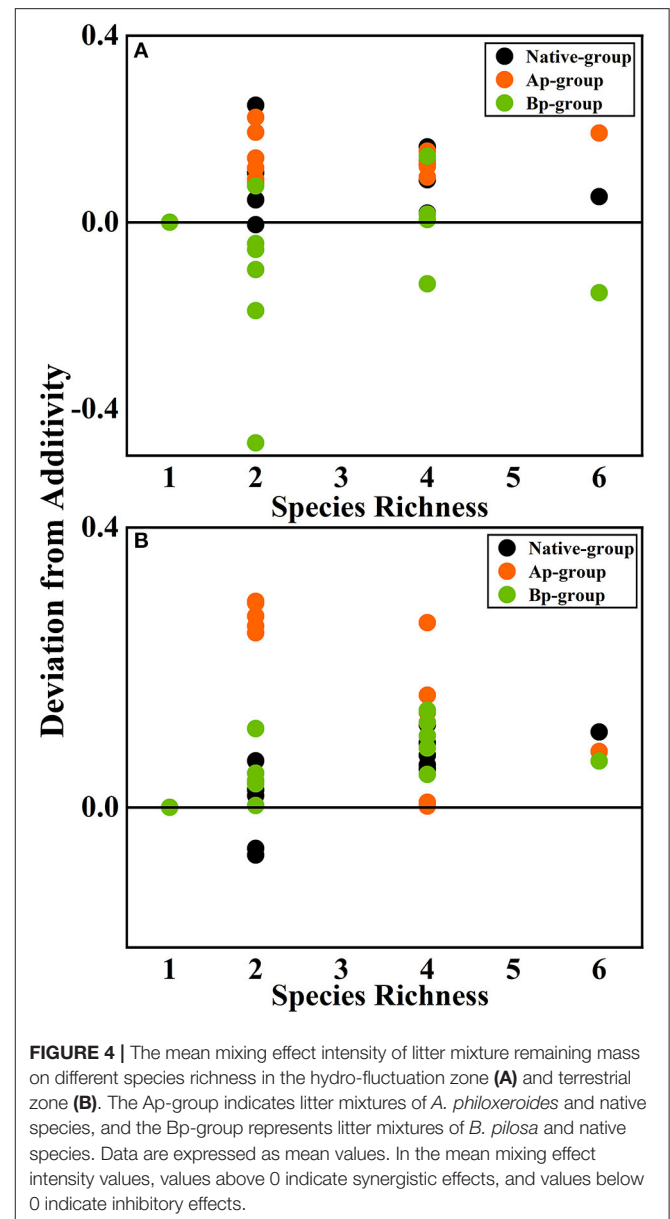 0.4
A
Native-group
Ap-group
Bp-group
0.0
-0.4
1 2 3 4 5 6
Species Richness
Deviation from Additivity
0.4
B
Native-group
Ap-group
Bp-group
0.0
1 2 3 4 5 6
Species Richness
FIGURE 4 | The mean mixing effect intensity of litter mixture remaining mass
on different species richness in the hydro-fluctuation zone (A) and terrestrial
zone (B). The Ap-group indicates litter mixtures of A. philoxeroides and native
species, and the Bp-group represents litter mixtures of B. pilosa and native
species. Data are expressed as mean values. In the mean mixing effect
intensity values, values above 0 indicate synergistic effects, and values below
0 indicate inhibitory effects.